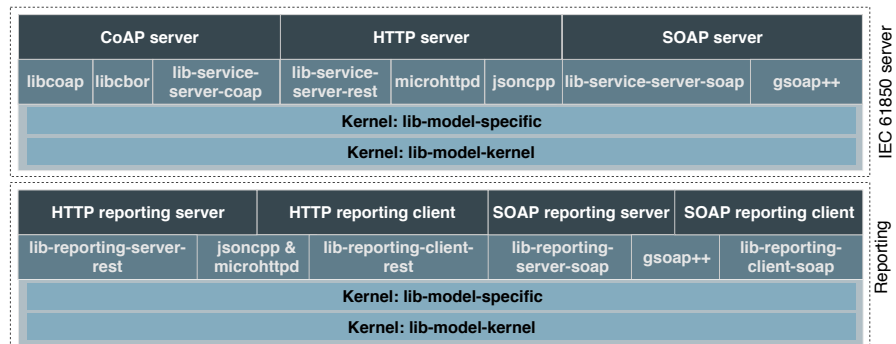 CoAP server
HTTP server
SOAP server
libcoap
libcbor
lib-service-
server-coap
lib-service-
server-rest
microhttpd
jsoncpp
lib-service-server-soap
gsoap++
Kernel: lib-model-specific
Kernel: lib-model-kernel
IEC 61850 server
HTTP reporting server
HTTP reporting client
SOAP reporting server
SOAP reporting client
lib-reporting-server-
rest
jsoncpp &
microhttpd
lib-reporting-client-
rest
lib-reporting-
server-soap
gsoap++
lib-reporting-
client-soap
Kernel: lib-model-specific
Kernel: lib-model-kernel
Reporting